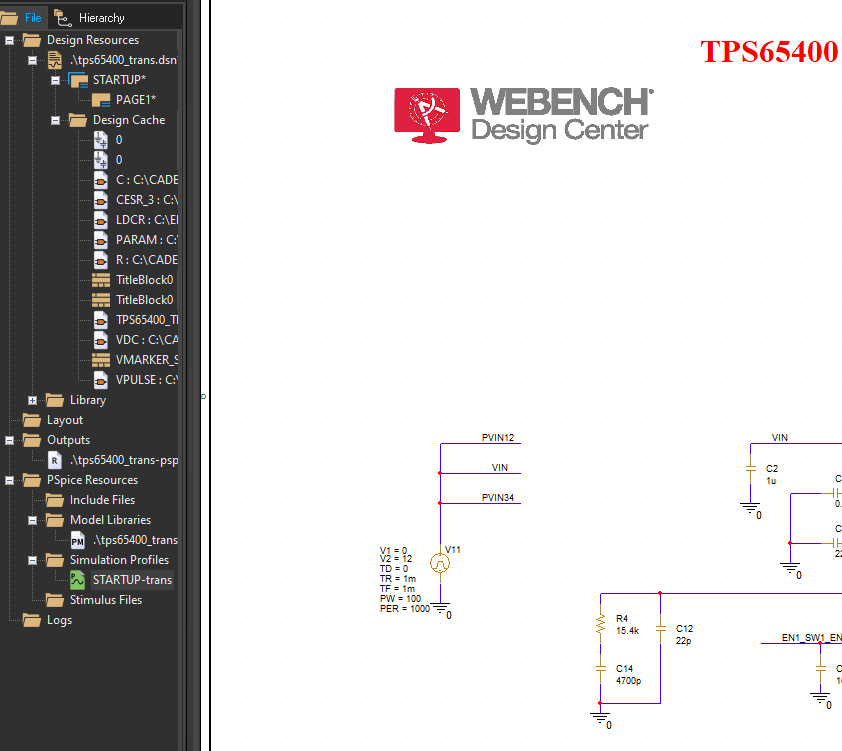 File
Hierarchy
Design Resources
.\tps65400_trans.dsn
STARTUP*
PAGE1*
Design Cache
0
0
C : C:\CADE
CESR_3 : C:\
LDCR : C:\E
PARAM : C:
R : C:\CADE
TitleBlock0
TitleBlock0
TPS65400_T
VDC : C:\CA
VMARKER_S
VPULSE : C:\
Library
Layout
Outputs
.\tps65400_trans-psp
PSpice Resources
Include Files
Model Libraries
.\tps65400_trans
Simulation Profiles
STARTUP-trans
Stimulus Files
Logs
TPS65400
WEBENCH
Design Center
D
PVIN12
VIN
PVIN34
V11
V1 = 0
V2 = 12
TD = 0
TR = 1m
TF = 1m
PW = 100
PER = 1000
0
VIN
C2
1u
0
C
0.
C
22
0
R4
15.4k
C12
22p
C14
4700p
0
EN1_SW1_EN
C
10
0